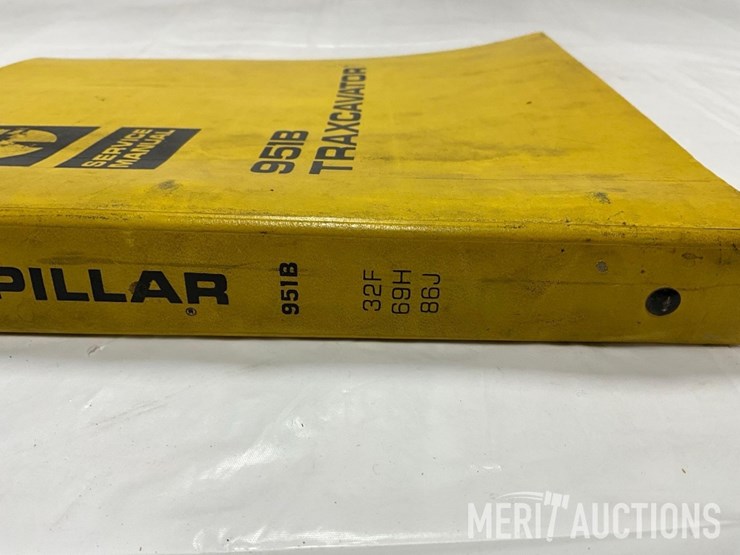 SERVICE
MANUAL
951B
TRAXCAVATOR
PILLAR
®
951B
32F
69H
86J
MERIT AUCTIONS